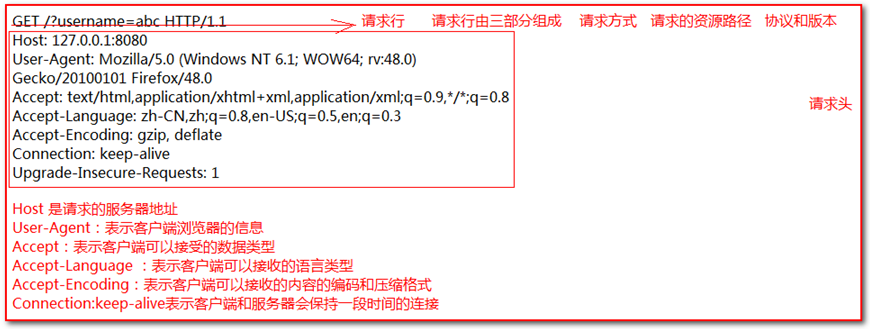 GET /?username=abc HTTP/1.1 请求行 请求行由三部分组成 请求方式 请求的资源路径 协议和版本
Host: 127.0.0.1:8080
User-Agent: Mozilla/5.0 (Windows NT 6.1; WOW64; rv:48.0)
Gecko/20100101 Firefox/48.0
Accept: text/html,application/xhtml+xml,application/xml;q=0.9,*/*;q=0.8
请求头
Accept-Language: zh-CN,zh;q=0.8,en-US;q=0.5,en;q=0.3
Accept-Encoding: gzip, deflate
Connection: keep-alive
Upgrade-Insecure-Requests: 1
Host 是请求的服务器地址
User-Agent：表示客户端浏览器的信息
Accept：表示客户端可以接受的数据类型
Accept-Language ：表示客户端可以接收的语言类型
Accept-Encoding：表示客户端可以接收的内容的编码和压缩格式
Connection:keep-alive表示客户端和服务器会保持一段时间的连接